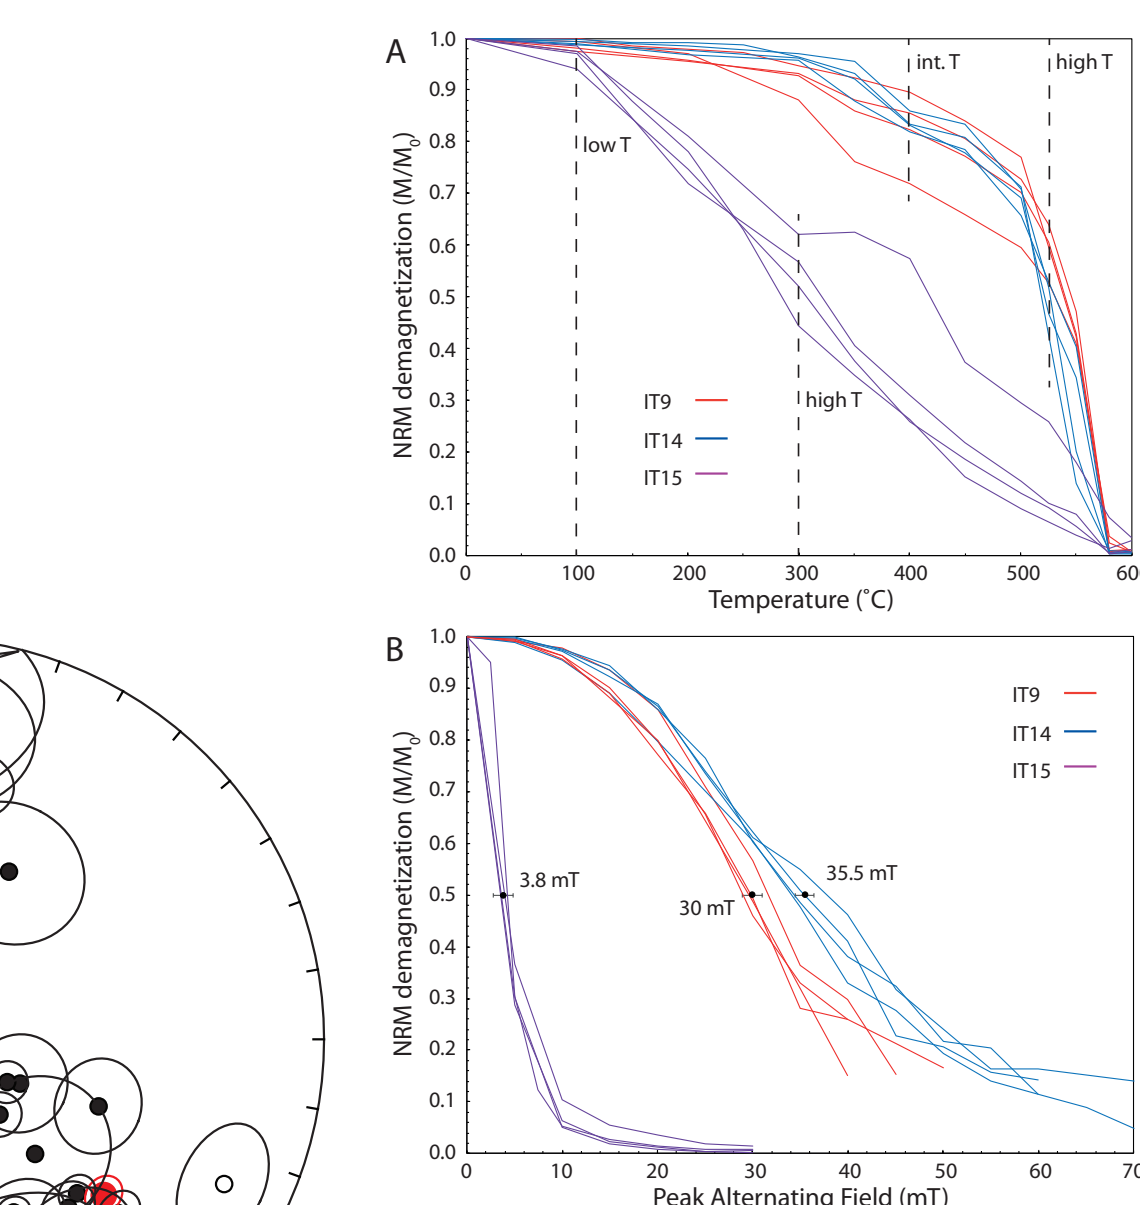 A
NRM demagnetization (M/M0)
1.0
0.9
0.8
0.7
0.6
0.5
0.4
0.3
0.2
0.1
0.0
int. T
high T
low T
high T
IT9
IT14
IT15
0 100 200 300 400 500
Temperature (˚C)
B
NRM demagnetization (M/M0)
1.0
0.9
0.8
0.7
0.6
0.5
0.4
0.3
0.2
0.1
0.0
IT9
IT14
IT15
3.8 mT
30 mT
35.5 mT
0 10 20 30 40 50 60 70
Peak Alternating Field (mT)